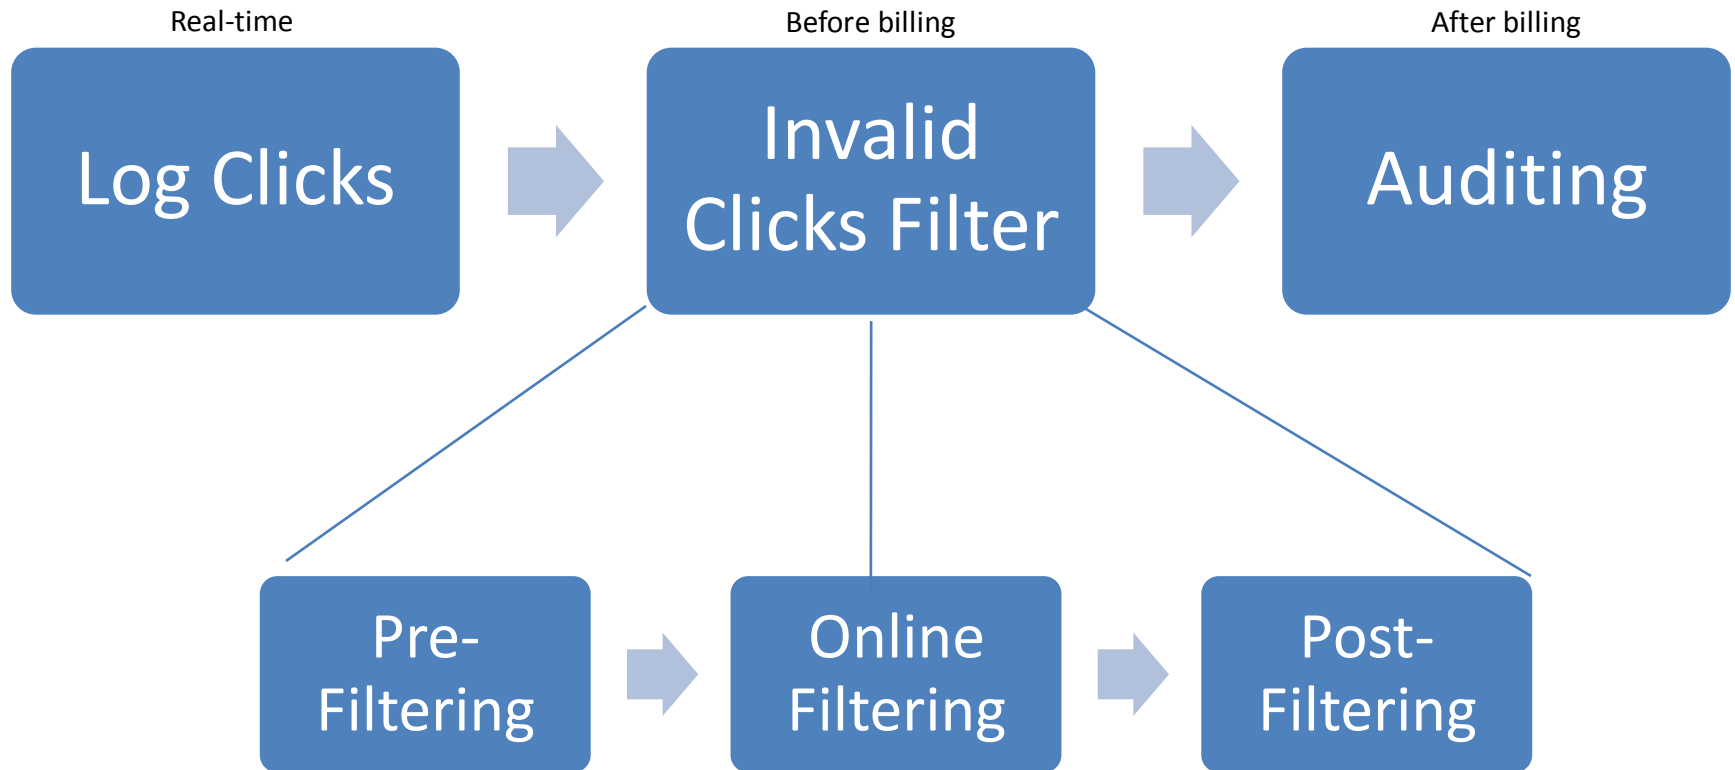 Real-time
Before billing
After billing
Log Clicks
Invalid
Clicks Filter
Auditing
Pre-
Filtering
Online
Filtering
Post-
Filtering